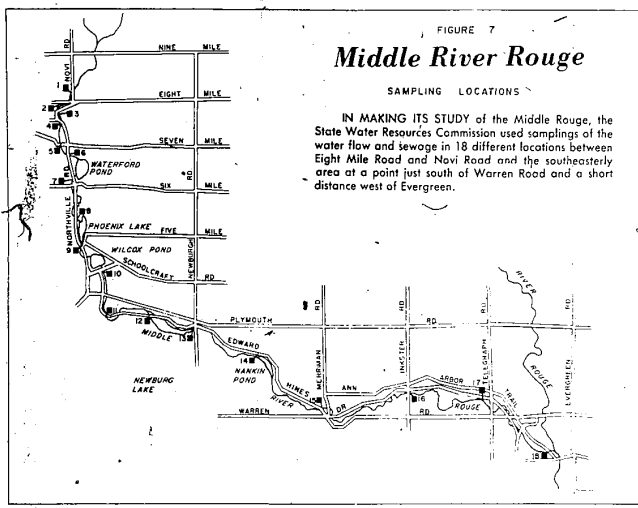 FIGURE 7
Middle River Rouge
SAMPLING LOCATIONS
IN MAKING ITS STUDY of the Middle Rouge, the
State Water Resources Commission used samplings of the
water flow and sewage in 18 different locations between
Eight Mile Road and Novi Road and the southeasterly
area at a point just south of Warren Road and a short
distance west of Evergreen.
NOVI RD
NINE MILE
1
EIGHT MILE
2
3
4
SEVEN MILE
5
6
WATERFORD
POND
RD
7
SIX MILE
RD
NORTHVILLE
8
PHOENIX LAKE
FIVE MILE
9
WILCOX POND
SCHOOLCRAFT RD
NEWBURGH
10
11
12
MIDDLE
13
PLYMOUTH RD
EDWARD
14
NANKIN
POND
HINES
DR
RIVER
NEWBURG
LAKE
WARREN RD
MERRIMAN RD
15
ANN
ARBOR
TRAIL
INKSTER RD
16
ROUGE
TELEGRAPH RD
17
RIVER
ROUGE
EVERGREEN RD
18